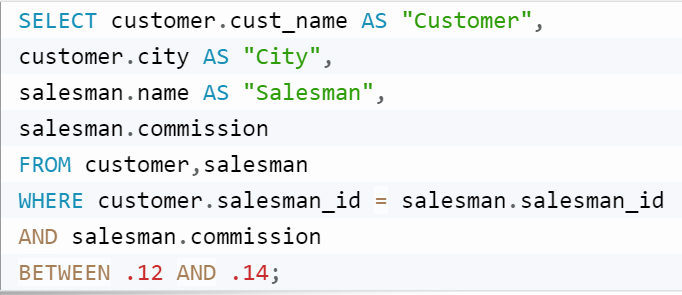 SELECT customer.cust_name AS "Customer",
customer.city AS "City",
salesman.name AS "Salesman",
salesman.commission
FROM customer,salesman
WHERE customer.salesman_id = salesman.salesman_id
AND salesman.commission
BETWEEN .12 AND .14;